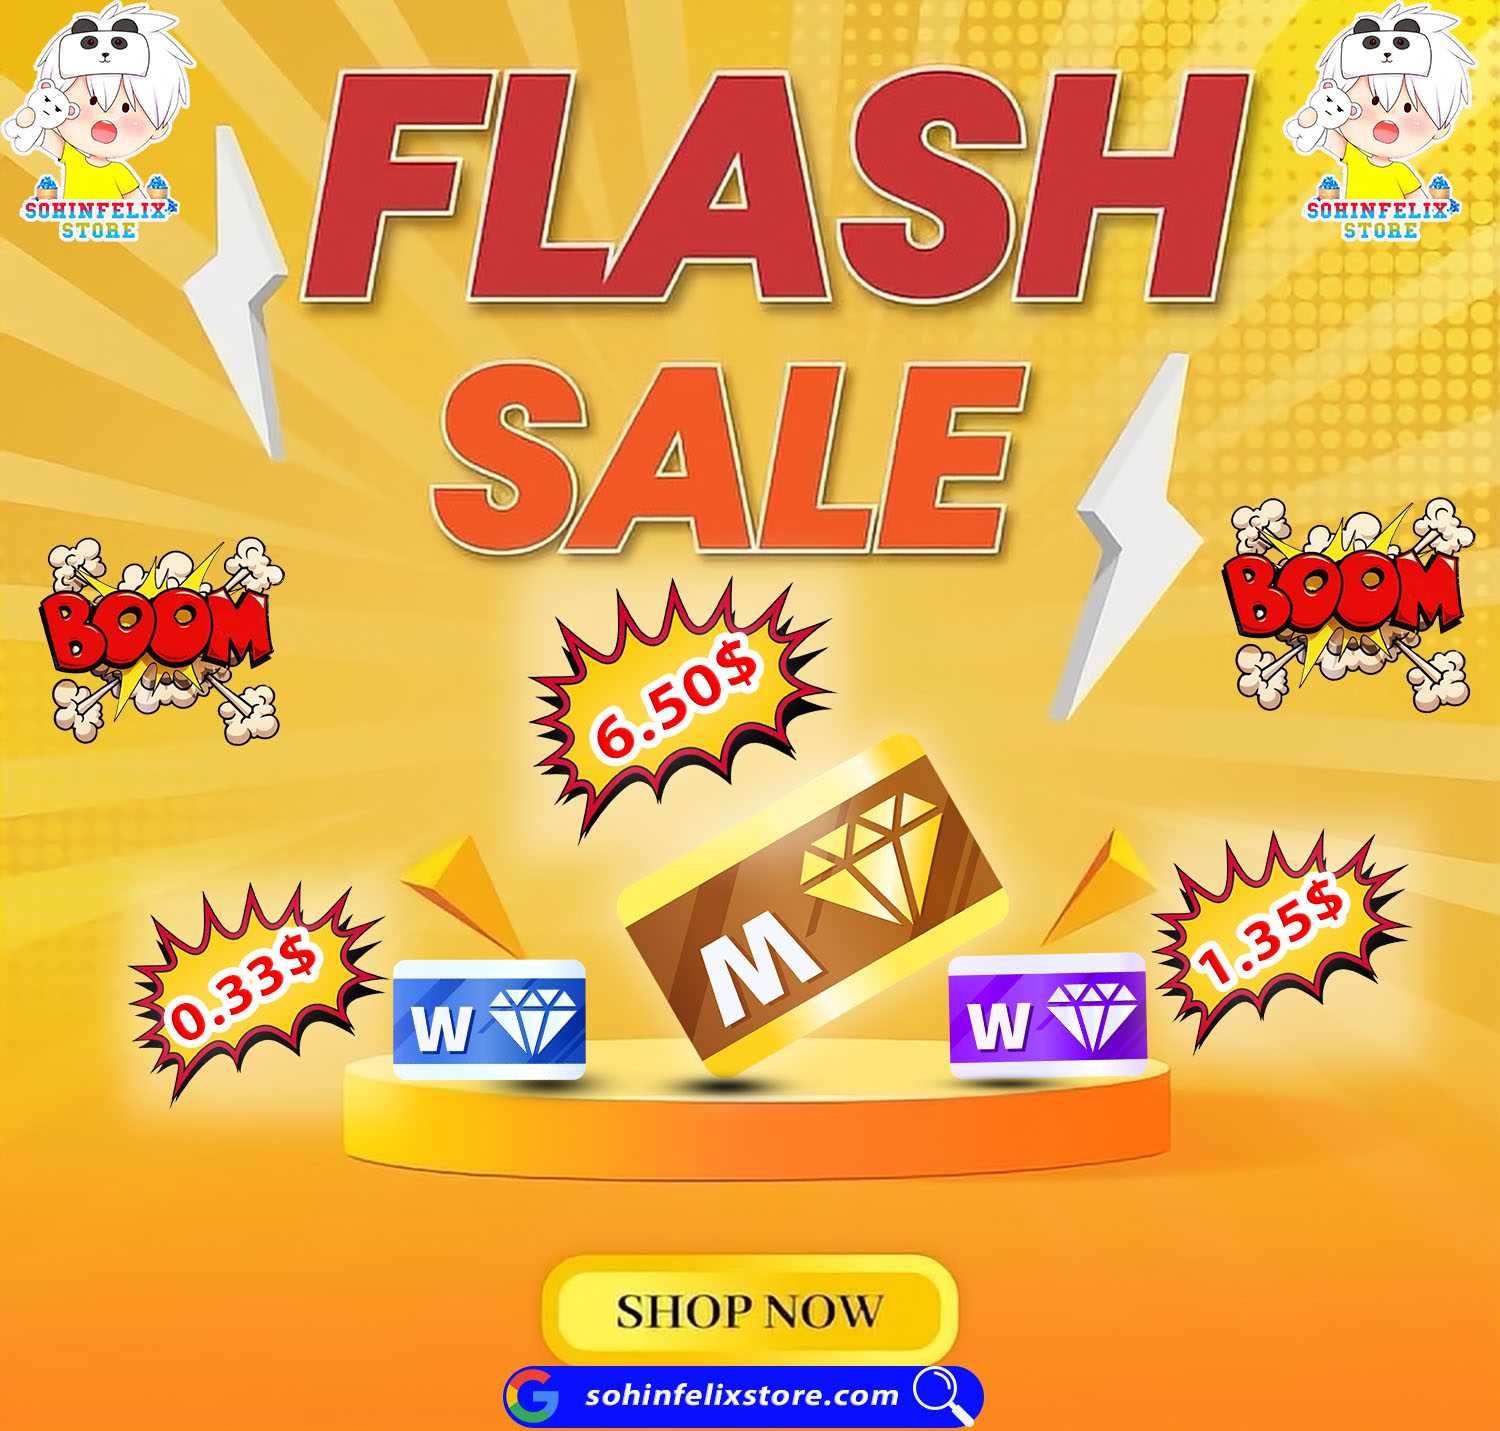 SOHINFELIX
STORE
SOHINFELIX
STORE
FLASH
SALE
BOOM
BOOM
6.50$
M
0.33$
W
W
1.35$
SHOP NOW
G sohinfelixstore.com